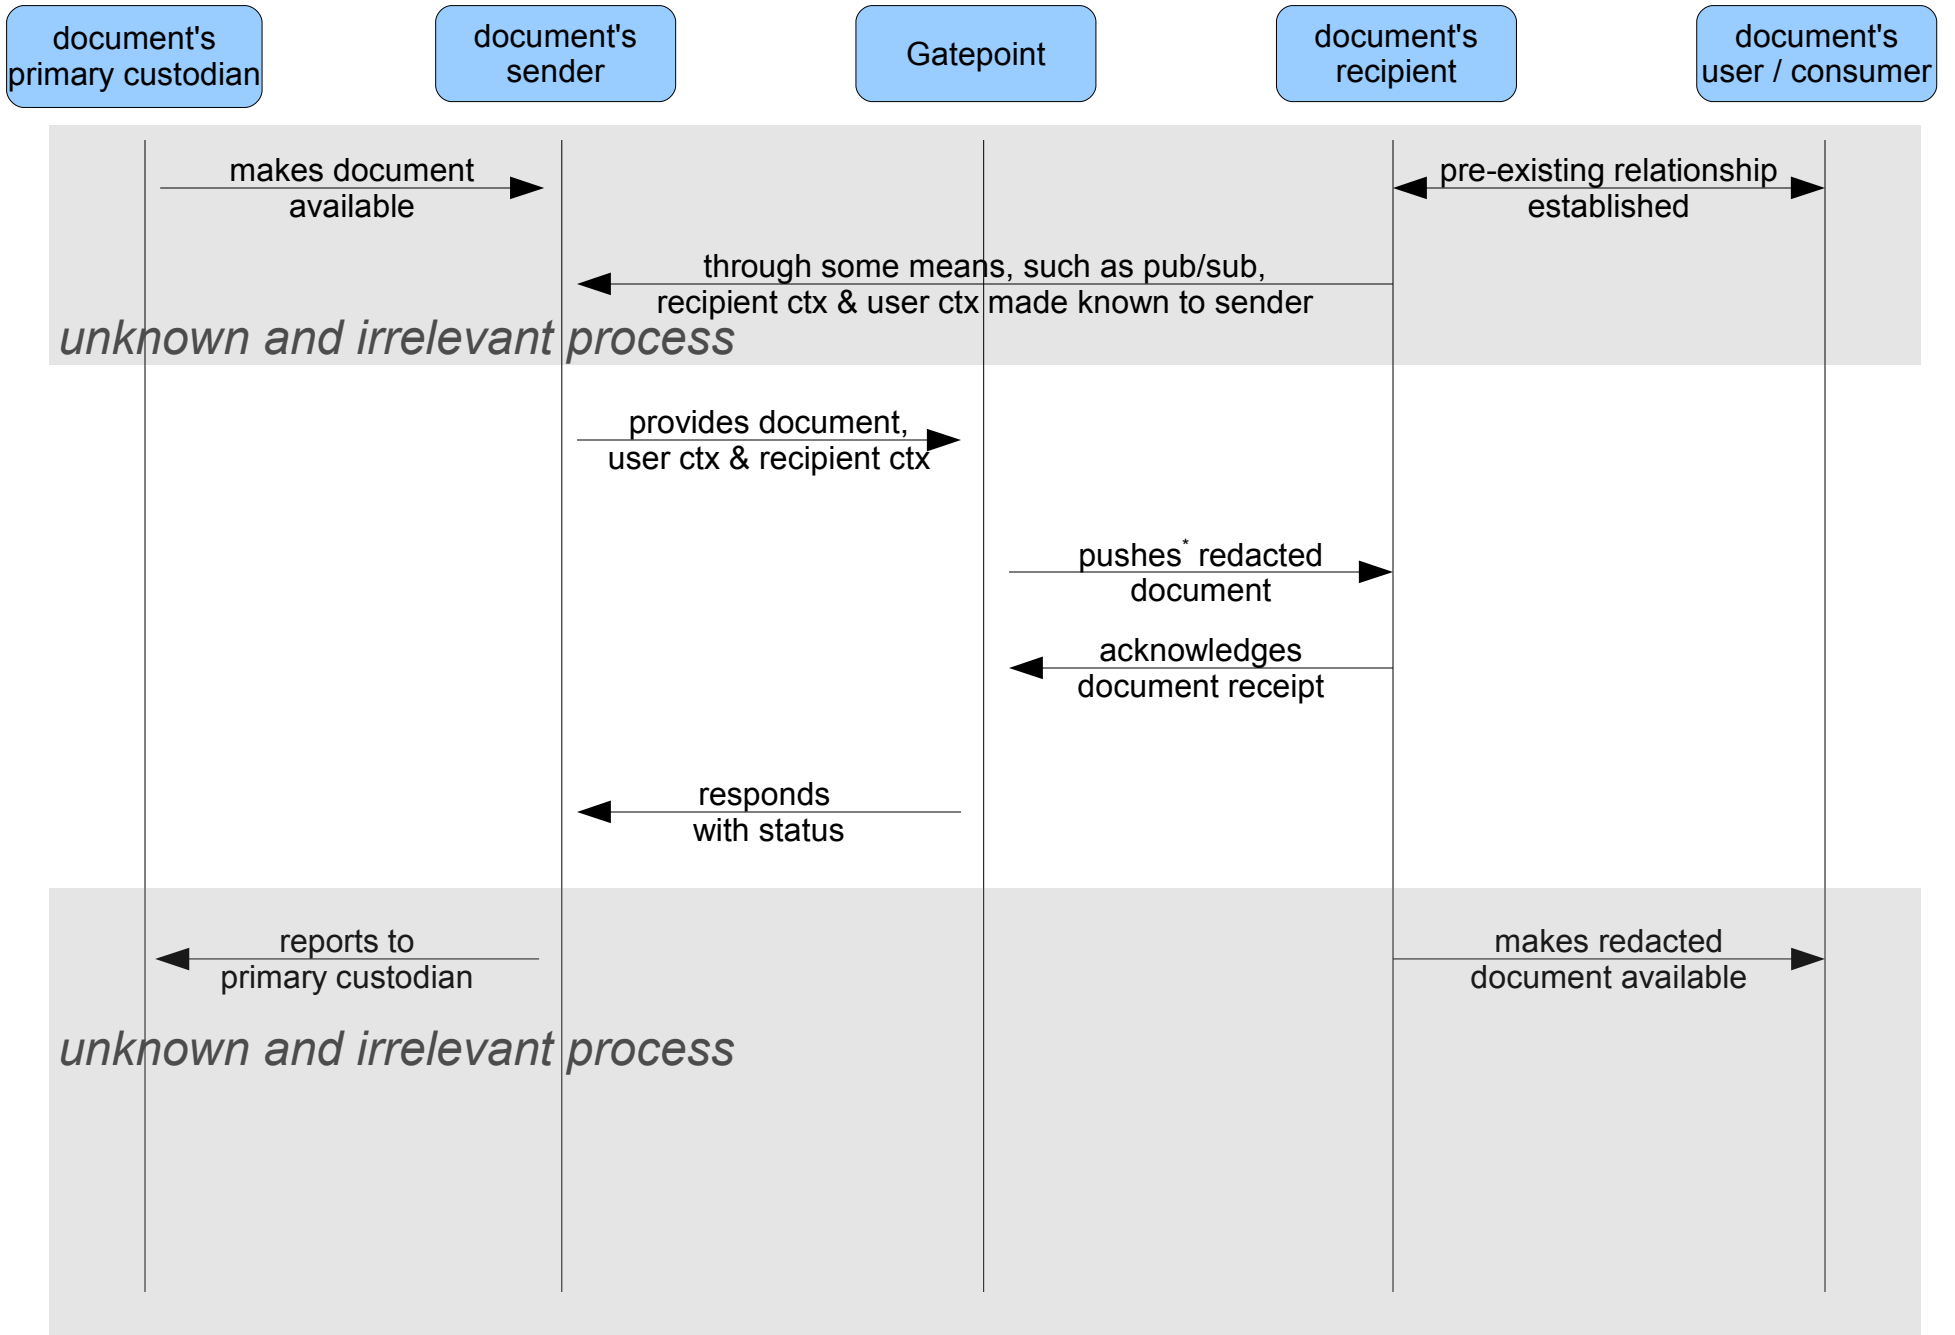 document's
primary custodian
document's
sender
Gatepoint
document's
recipient
document's
user / consumer
makes document
available
pre-existing relationship
established
through some means, such as pub/sub,
recipient ctx & user ctx made known to sender
unknown and irrelevant process
provides document,
user ctx & recipient ctx
pushes* redacted
document
acknowledges
document receipt
responds
with status
reports to
primary custodian
makes redacted
document available
unknown and irrelevant process